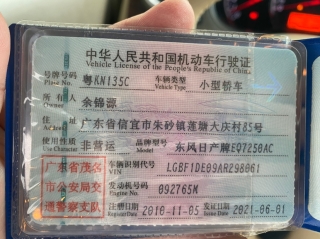 中华人民共和国机动车行驶证
Vehicle License of the People's Republic of China
号牌号码 粤KN135C 车辆类型 小型轿车
Plate No. Vehicle Type
所有人 余锦源
Owner
住址 广东省信宜市朱砂镇莲塘大庆村85号
Address
使用性质 非营运 品牌型号 东风日产牌EQ7250AC
Use Character Model
广东省茂名
市公安局交
通警察支队
车辆识别代号 LGBF1DE09AR298061
VIN
发动机号码 092765M
Engine No.
注册日期 2010-11-05 发证日期 2021-06-01
Register Date Issue Date